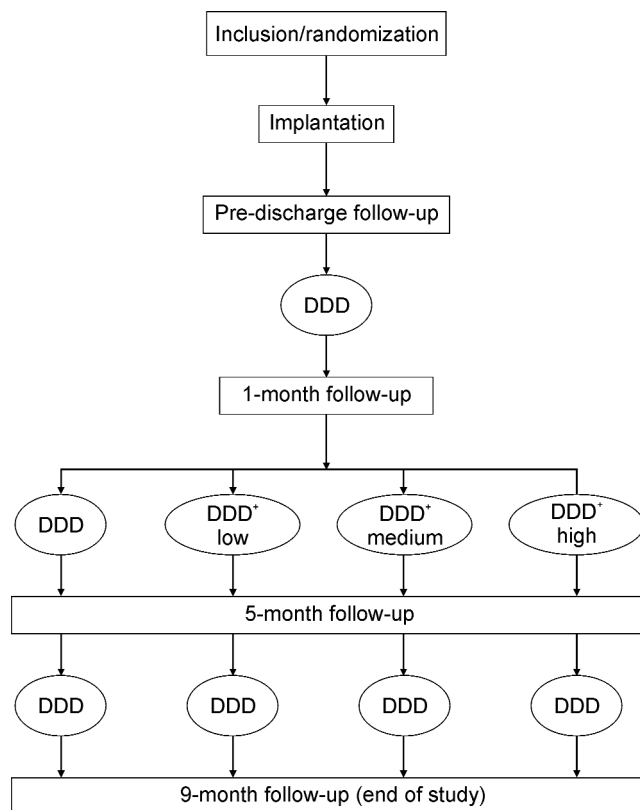 Inclusion/randomization
Implantation
Pre-discharge follow-up
DDD
1-month follow-up
DDD
DDD⁺
low
DDD⁺
medium
DDD⁺
high
5-month follow-up
DDD
DDD
DDD
DDD
9-month follow-up (end of study)